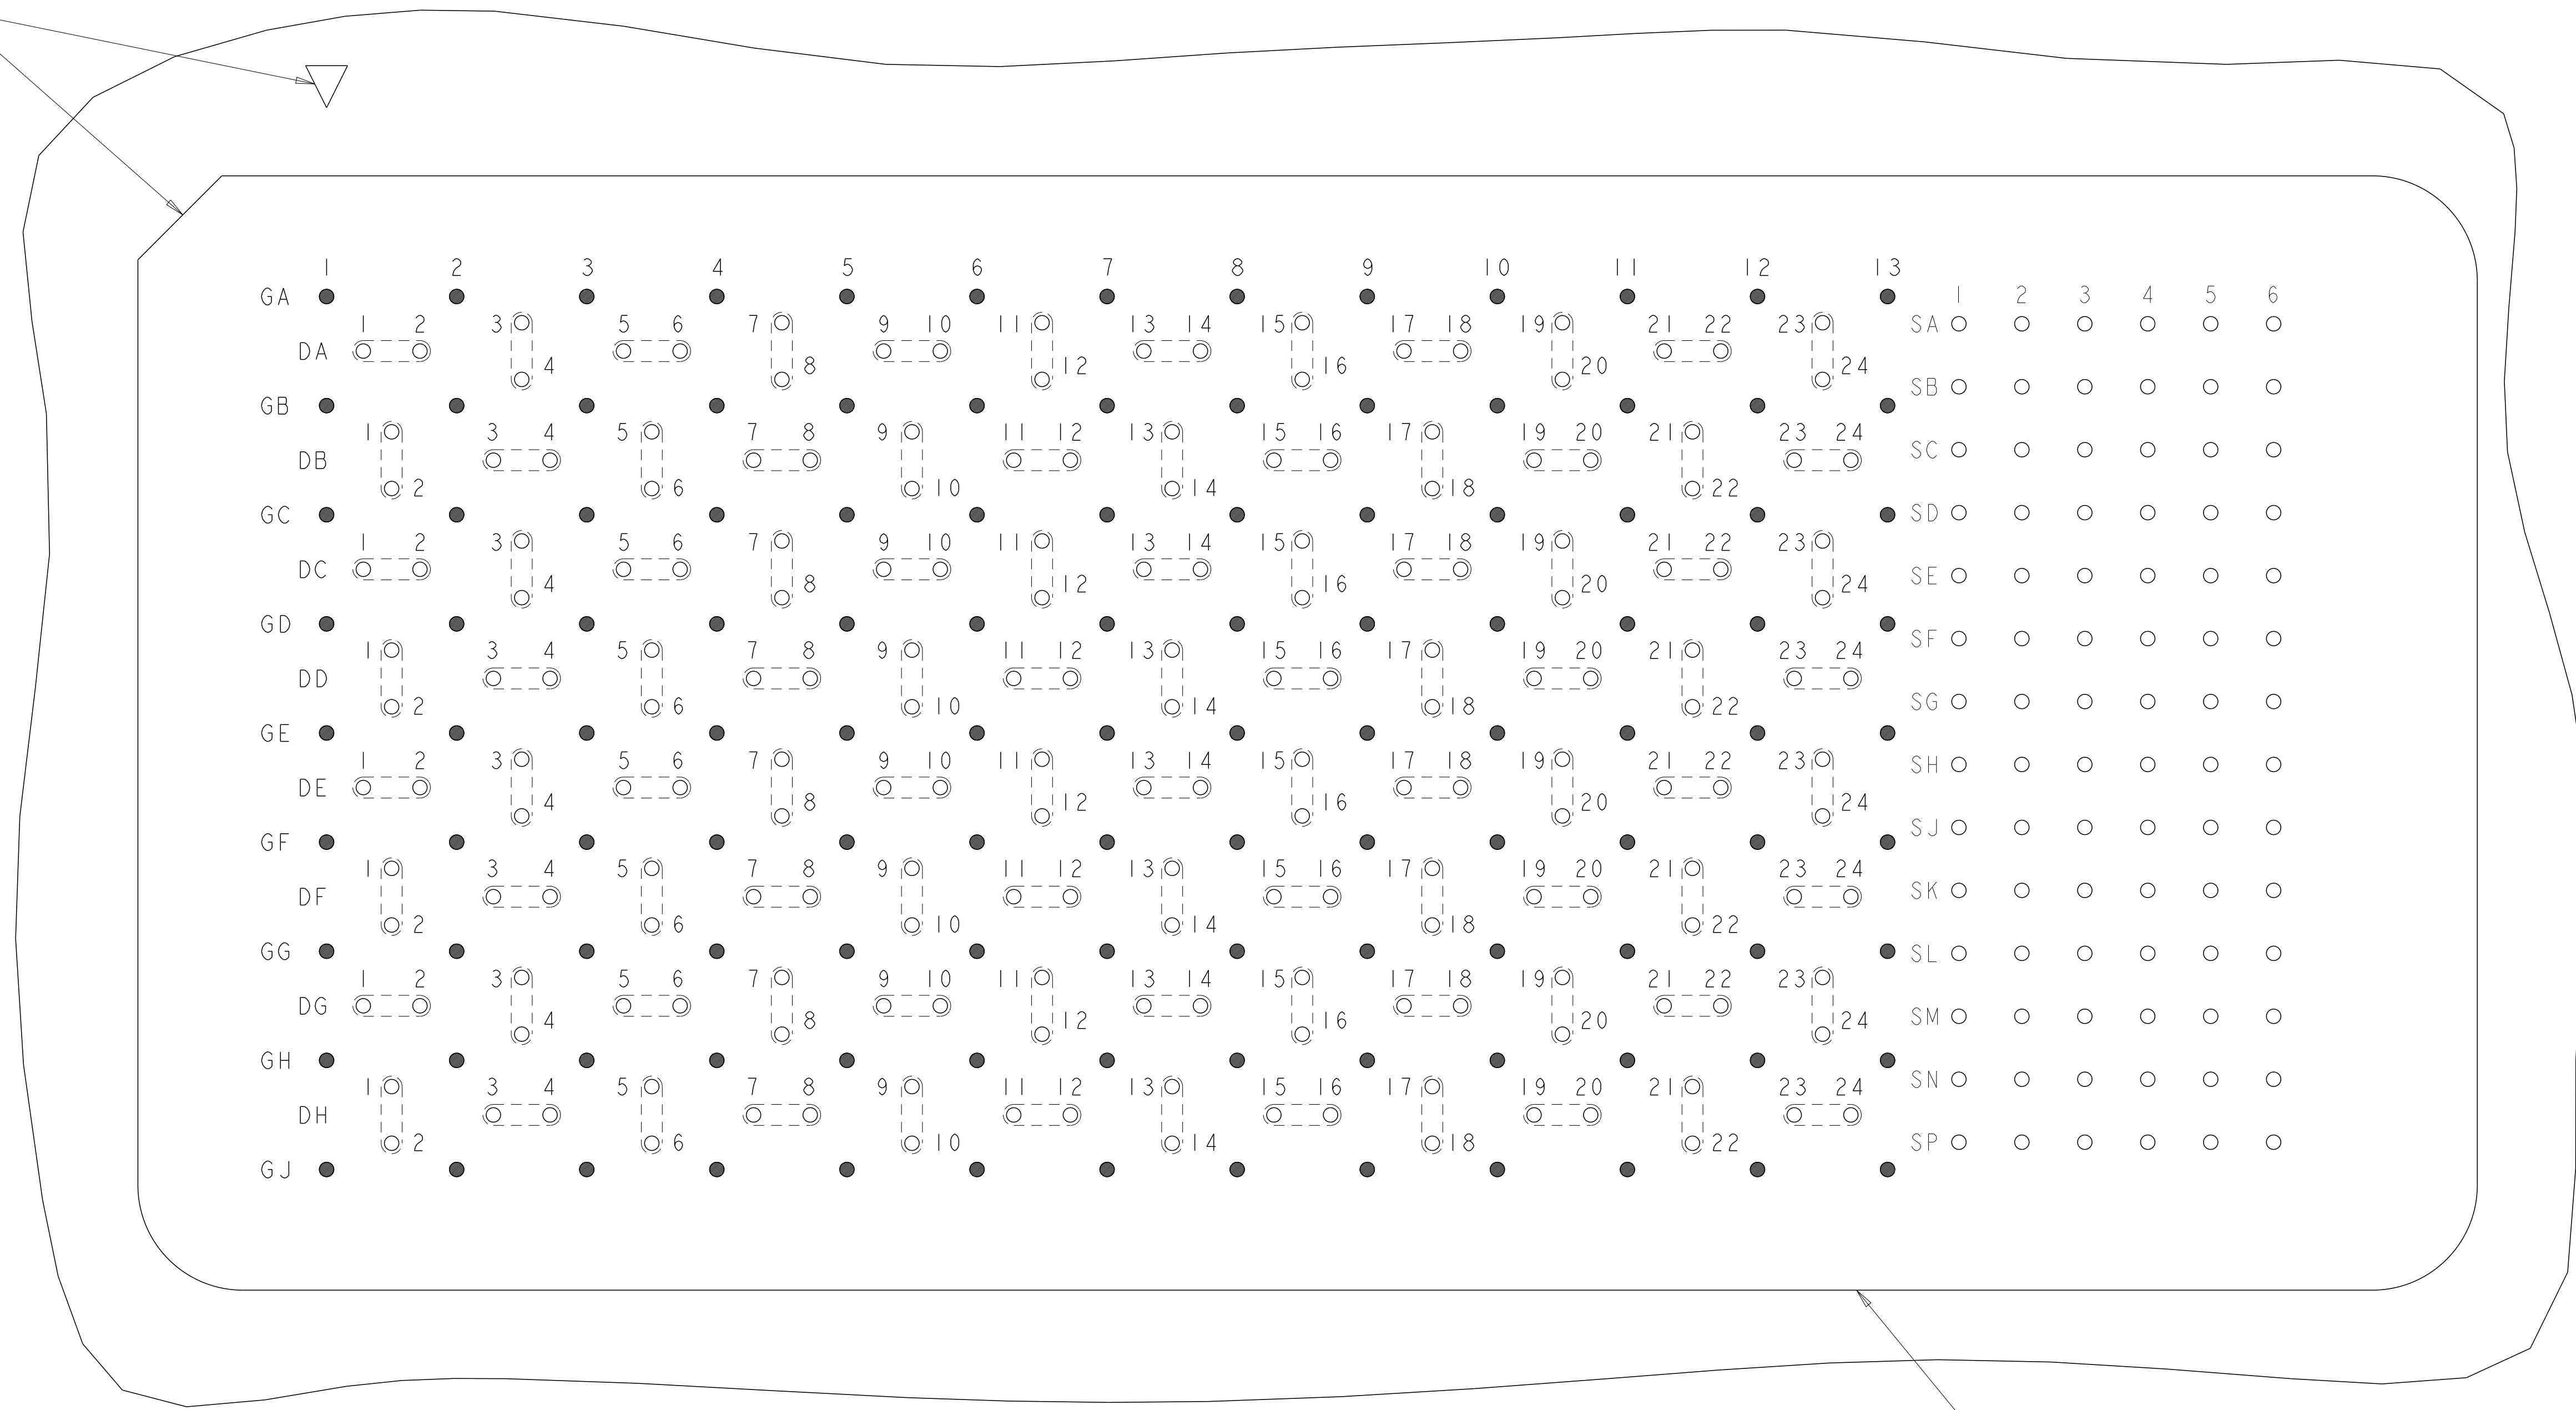 1 2 3 4 5 6 7 8 9 10 11 12 13
GA 1 2 3 4 5 6
1 2 3 5 6 7 9 10 11 13 14 15 17 18 19 21 22 23 SA
DA
4 8 12 16 20 24
SB
GB
1 3 4 5 7 8 9 11 12 13 15 16 17 19 20 21 23 24
SC
DB
2 6 10 14 18 22
GC SD
1 2 3 5 6 7 9 10 11 13 14 15 17 18 19 21 22 23
DC SE
4 8 12 16 20 24
GD
SF
1 3 4 5 7 8 9 11 12 13 15 16 17 19 20 21 23 24
DD
SG
2 6 10 14 18 22
GE
1 2 3 5 6 7 9 10 11 13 14 15 17 18 19 21 22 23 SH
DE
4 8 12 16 20 24
SJ
GF
1 3 4 5 7 8 9 11 12 13 15 16 17 19 20 21 23 24
SK
DF
2 6 10 14 18 22
GG SL
1 2 3 5 6 7 9 10 11 13 14 15 17 18 19 21 22 23
DG
SM
4 8 12 16 20 24
GH
SN
1 3 4 5 7 8 9 11 12 13 15 16 17 19 20 21 23 24
DH
2 6 10 14 18 22 SP
GJ